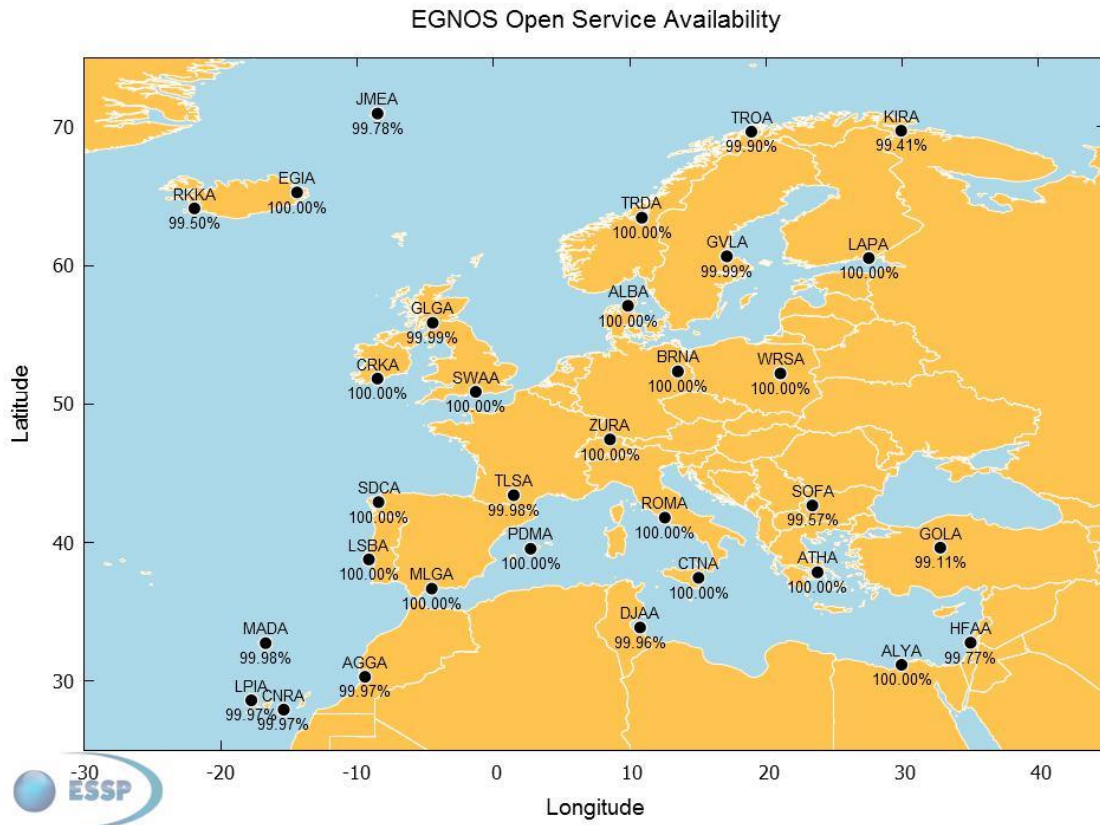 EGNOS Open Service Availability
JMEA
99.78%
TROA
99.90%
KIRA
99.41%
EGIA
100.00%
RKKA
99.50%
TRDA
100.00%
GVLA
99.99%
LAPA
100.00%
ALBA
100.00%
GLGA
99.99%
CRKA
100.00%
SWAA
100.00%
BRNA
100.00%
WRSA
100.00%
ZURA
100.00%
TLSA
99.98%
SDCA
100.00%
ROMA
100.00%
SOFA
99.57%
LSBA
100.00%
PDMA
100.00%
GOLA
99.11%
MLGA
100.00%
CTNA
100.00%
ATHA
100.00%
DJAA
99.96%
MADA
99.98%
HFAA
99.77%
AGGA
99.97%
ALYA
100.00%
LPIA
99.97%
CNRA
99.97%
70
60
50
40
30
Latitude
-30
-20
-10
0
10
20
30
40
Longitude
ESSP